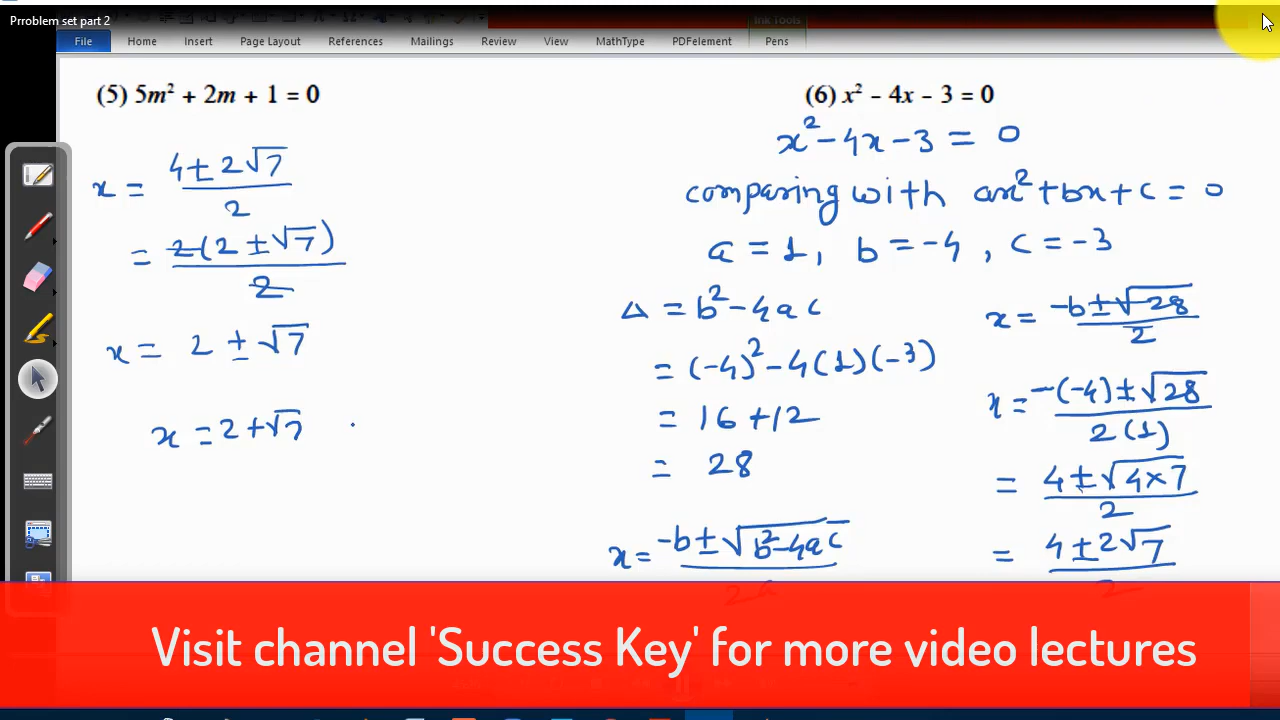 Prroblem set part 2
Ink Tools
File Home Insert Page Layout References Mailings Review View MathType PDFelement Pens
(5) 5m² + 2m + 1 = 0
x = (4 ± 2√7)/2
= 2(2 ± √7)/2
x = 2 ± √7
x = 2 + √7 .
(6) x² - 4x - 3 = 0
x² - 4x - 3 = 0
comparing with ax² + bx + c = 0
a = 1, b = -4, c = -3
Δ = b² - 4ac
= (-4)² - 4(1)(-3)
= 16 + 12
= 28
x = (-b ± √(b² - 4ac))/2a
x = (-b ± √28)/2
x = (-(-4) ± √28)/2(1)
= (4 ± √(4×7))/2
= (4 ± 2√7)/2
Visit channel 'Success Key' for more video lectures